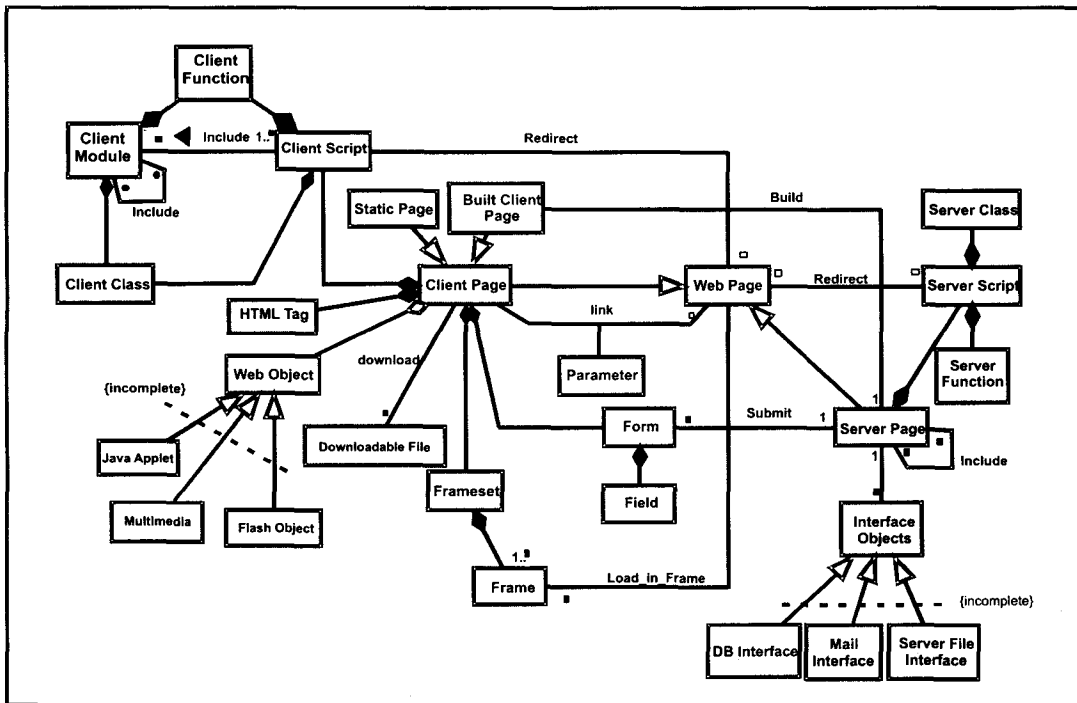 Client
Function
Client
Module
Include 1..
Client Script
Redirect
Include
Static Page
Built Client
Page
Build
Server Class
Client Class
HTML Tag
Client Page
link
Web Page
Redirect
Server Script
Web Object
download
Parameter
Server
Function
{incomplete}
Java Applet
Downloadable File
Form
Submit
1
1
Server Page
Include
1
Multimedia
Flash Object
Frameset
Field
Interface
Objects
1..
Frame
Load_in_Frame
{incomplete}
DB Interface
Mail
Interface
Server File
Interface